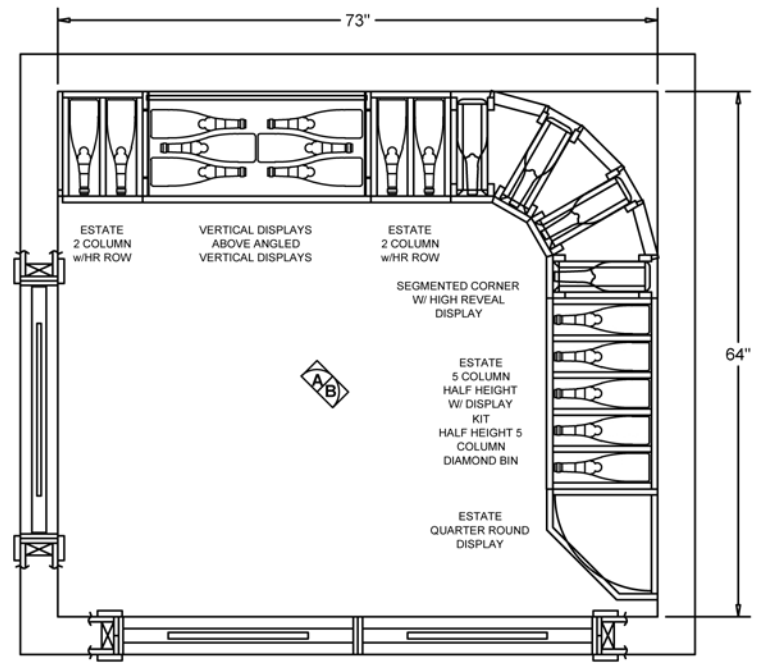 73"
ESTATE
2 COLUMN
w/HR ROW
VERTICAL DISPLAYS
ABOVE ANGLED
VERTICAL DISPLAYS
ESTATE
2 COLUMN
w/HR ROW
SEGMENTED CORNER
W/ HIGH REVEAL
DISPLAY
64"
ESTATE
5 COLUMN
HALF HEIGHT
W/ DISPLAY
KIT
HALF HEIGHT 5
COLUMN
DIAMOND BIN
A
B
ESTATE
QUARTER ROUND
DISPLAY